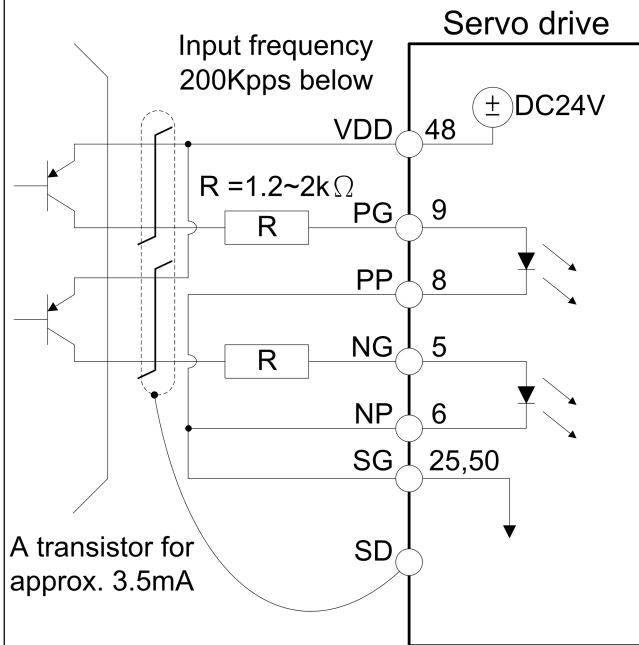 Servo drive
Input frequency
200Kpps below
± DC24V
VDD 48
R =1.2~2kΩ
R PG 9
PP 8
R NG 5
NP 6
SG 25,50
A transistor for
approx. 3.5mA
SD